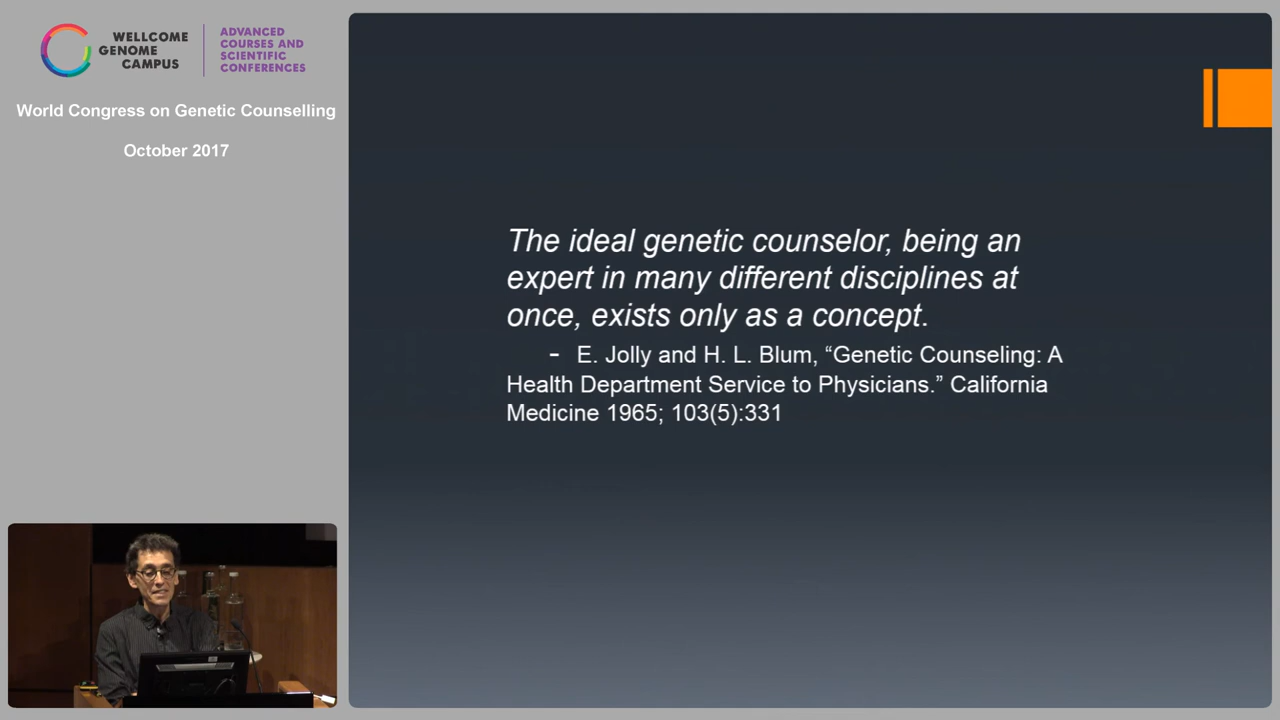 WELLCOME
GENOME
CAMPUS
ADVANCED
COURSES AND
SCIENTIFIC
CONFERENCES
World Congress on Genetic Counselling
October 2017
The ideal genetic counselor, being an
expert in many different disciplines at
once, exists only as a concept.
- E. Jolly and H. L. Blum, “Genetic Counseling: A
Health Department Service to Physicians.” California
Medicine 1965; 103(5):331